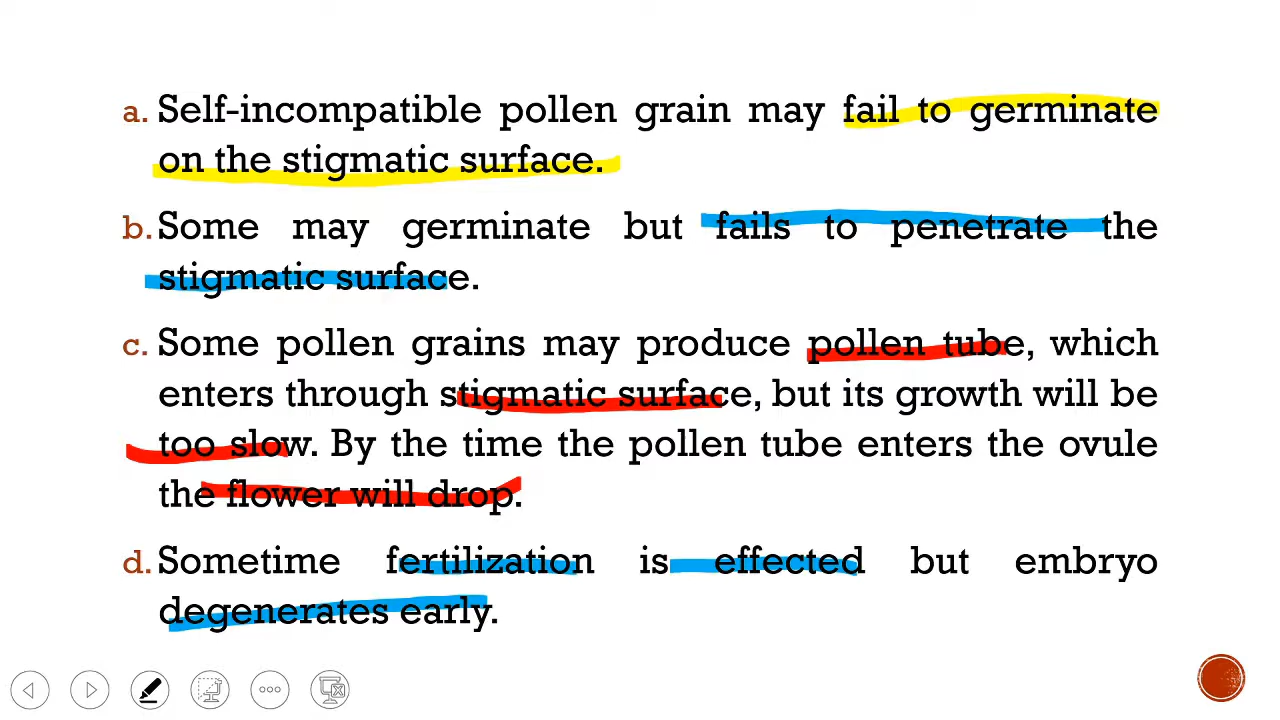 a. Self-incompatible pollen grain may fail to germinate
on the stigmatic surface.
b. Some may germinate but fails to penetrate the
stigmatic surface.
c. Some pollen grains may produce pollen tube, which
enters through stigmatic surface, but its growth will be
too slow. By the time the pollen tube enters the ovule
the flower will drop.
d. Sometime fertilization is effected but embryo
degenerates early.